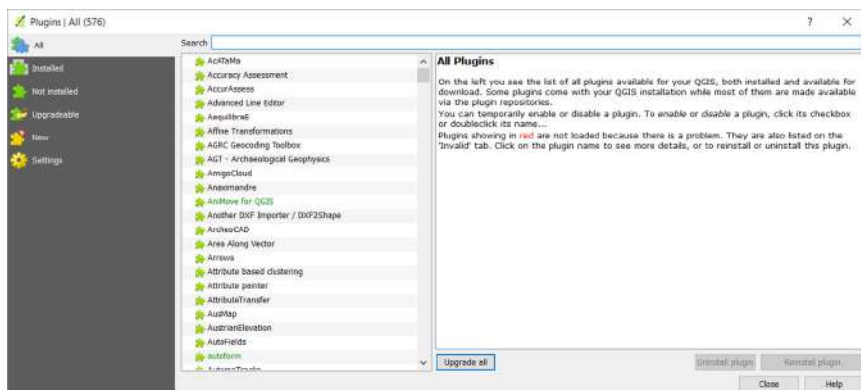 Plugins | All (576)
?
All
Installed
Not installed
Upgradeable
New
Settings
Search
AcATaMa
Accuracy Assessment
AccurAssess
Advanced Line Editor
AequilibraE
Affine Transformations
AGRC Geocoding Toolbox
AGT - Archaeological Geophysics
AmigoCloud
Anaximandre
AniMove for QGIS
Another DXF Importer / DXF2Shape
ArcheoCAD
Area Along Vector
Arrows
Attribute based clustering
Attribute painter
AttributeTransfer
AusMap
AustrianElevation
AutoFields
autoform
AutomaTracks
All Plugins
On the left you see the list of all plugins available for your QGIS, both installed and available for
download. Some plugins come with your QGIS installation while most of them are made available
via the plugin repositories.
You can temporarily enable or disable a plugin. To enable or disable a plugin, click its checkbox
or doubleclick its name...
Plugins showing in red are not loaded because there is a problem. They are also listed on the
'Invalid' tab. Click on the plugin name to see more details, or to reinstall or uninstall this plugin.
Upgrade all
Uninstall plugin
Reinstall plugin
Close
Help